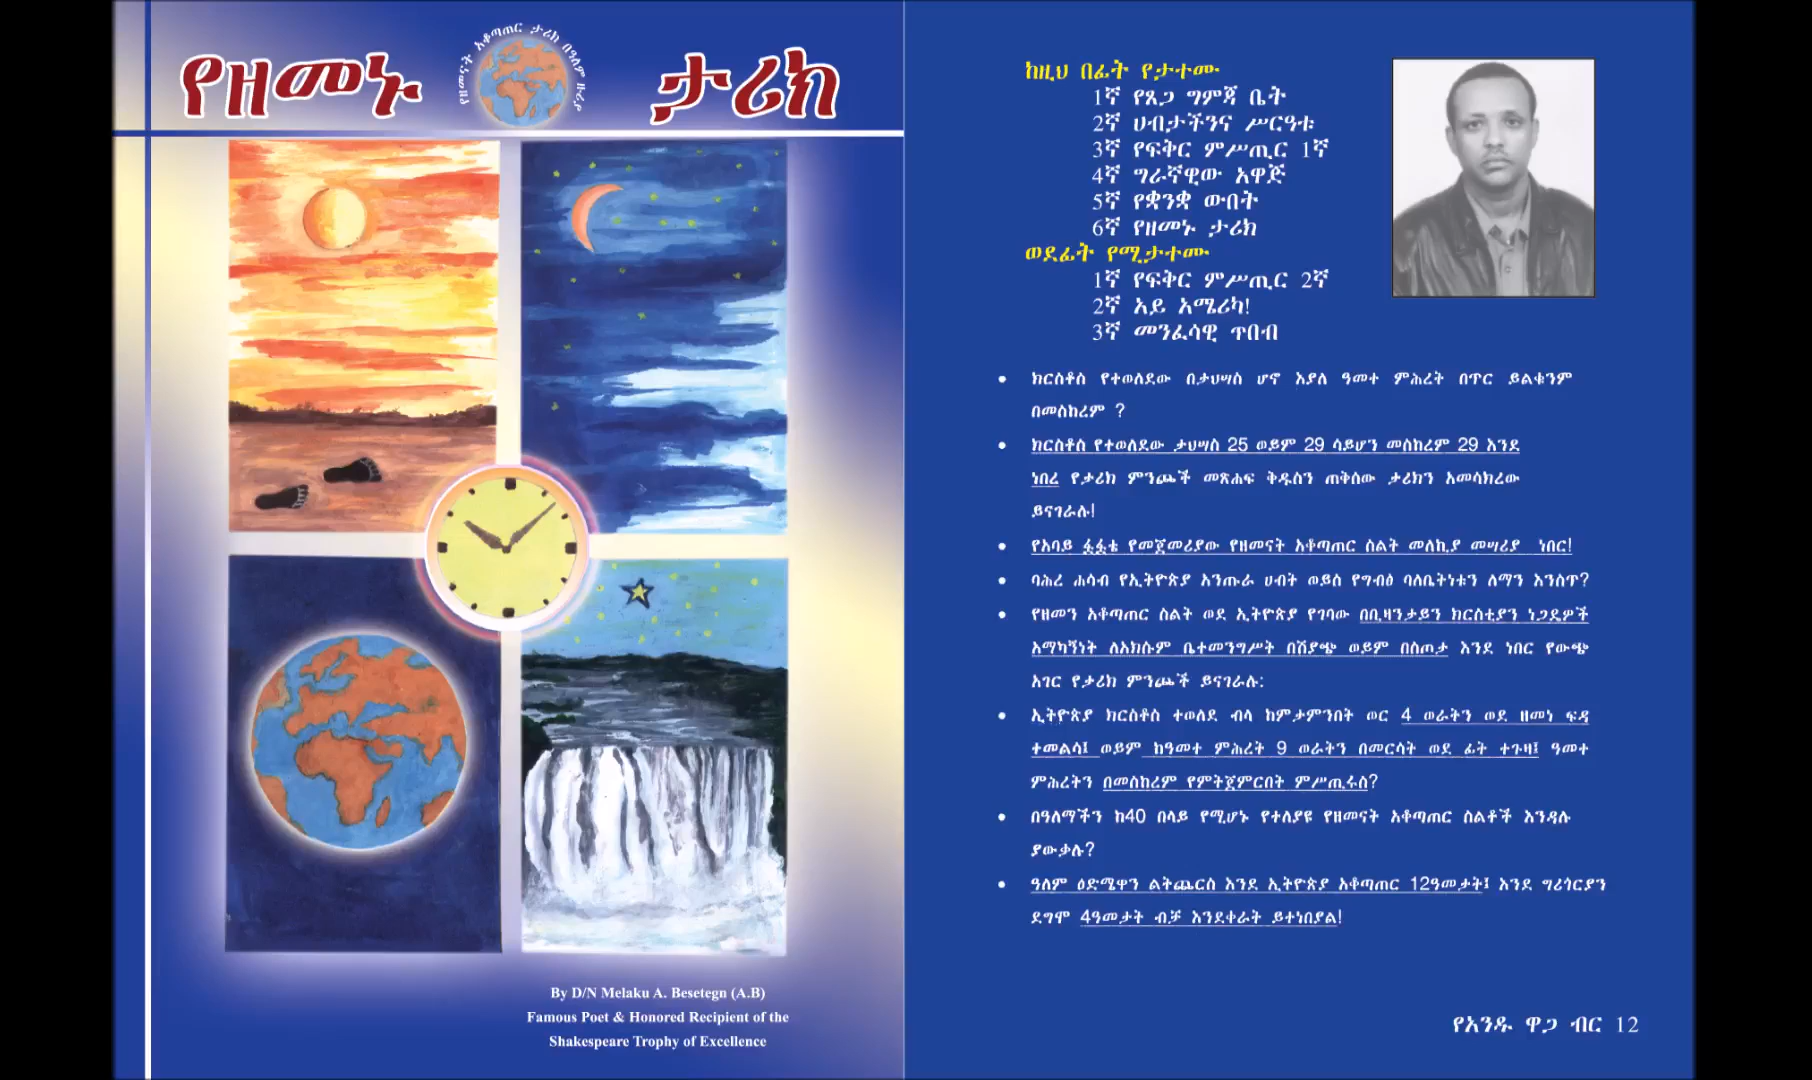 የዘመኑ ታሪክ
የዘመናት አቆጣጠር ታሪክ በዓለም ዙሪያ
By D/N Melaku A. Besetegn (A.B)
Famous Poet & Honored Recipient of the
Shakespeare Trophy of Excellence
ከዚህ በፊት የታተሙ
1ኛ የጸጋ ግምጃ ቤት
2ኛ ሀብታችንና ሥርዓቱ
3ኛ የፍቅር ምሥጢር 1ኛ
4ኛ ግራኛዊው አዋጅ
5ኛ የቋንቋ ውበት
6ኛ የዘመኑ ታሪክ
ወደፊት የሚታተሙ
1ኛ የፍቅር ምሥጢር 2ኛ
2ኛ አይ አሜሪካ!
3ኛ መንፈሳዊ ጥበብ
• ክርስቶስ የተወለደው በታህሣስ ሆኖ እያለ ዓመተ ምሕረት በጥር ይልቁንም
በመስከረም ?
• ክርስቶስ የተወለደው ታህሣስ 25 ወይም 29 ሳይሆን መስከረም 29 እንደ
ነበረ የታሪክ ምንጮች መጽሐፍ ቅዱስን ጠቅሰው ታሪክን አመሳክረው
ይናገራሉ!
• የአባይ ፏፏቴ የመጀመሪያው የዘመናት አቆጣጠር ስልት መለኪያ መሣሪያ ነበር!
• ባሕረ ሐሳብ የኢትዮጵያ አንጡራ ሀብት ወይስ የግብፅ ባለቤትነቱን ለማን እንስጥ?
• የዘመን አቆጣጠር ስልት ወደ ኢትዮጵያ የገባው በቢዛንታይን ክርስቲያን ነጋዴዎች
አማካኝነት ለአክሱም ቤተመንግሥት በሽያጭ ወይም በስጦታ እንደ ነበር የውጭ
አገር የታሪክ ምንጮች ይናገራሉ:
• ኢትዮጵያ ክርስቶስ ተወለደ ብላ ከምታምንበት ወር 4 ወራትን ወደ ዘመነ ፍዳ
ተመልሳ፤ ወይም ከዓመተ ምሕረት 9 ወራትን በመርሳት ወደ ፊት ተጉዛ፤ ዓመተ
ምሕረትን በመስከረም የምትጀምርበት ምሥጢሩስ?
• በዓለማችን ከ40 በላይ የሚሆኑ የተለያዩ የዘመናት አቆጣጠር ስልቶች እንዳሉ
ያውቃሉ?
• ዓለም ዕድሜዋን ልትጨርስ እንደ ኢትዮጵያ አቆጣጠር 12ዓመታት፤ እንደ ግሪጎርያን
ደግሞ 4ዓመታት ብቻ እንደቀራት ይተነበያል!
የአንዱ ዋጋ ብር 12